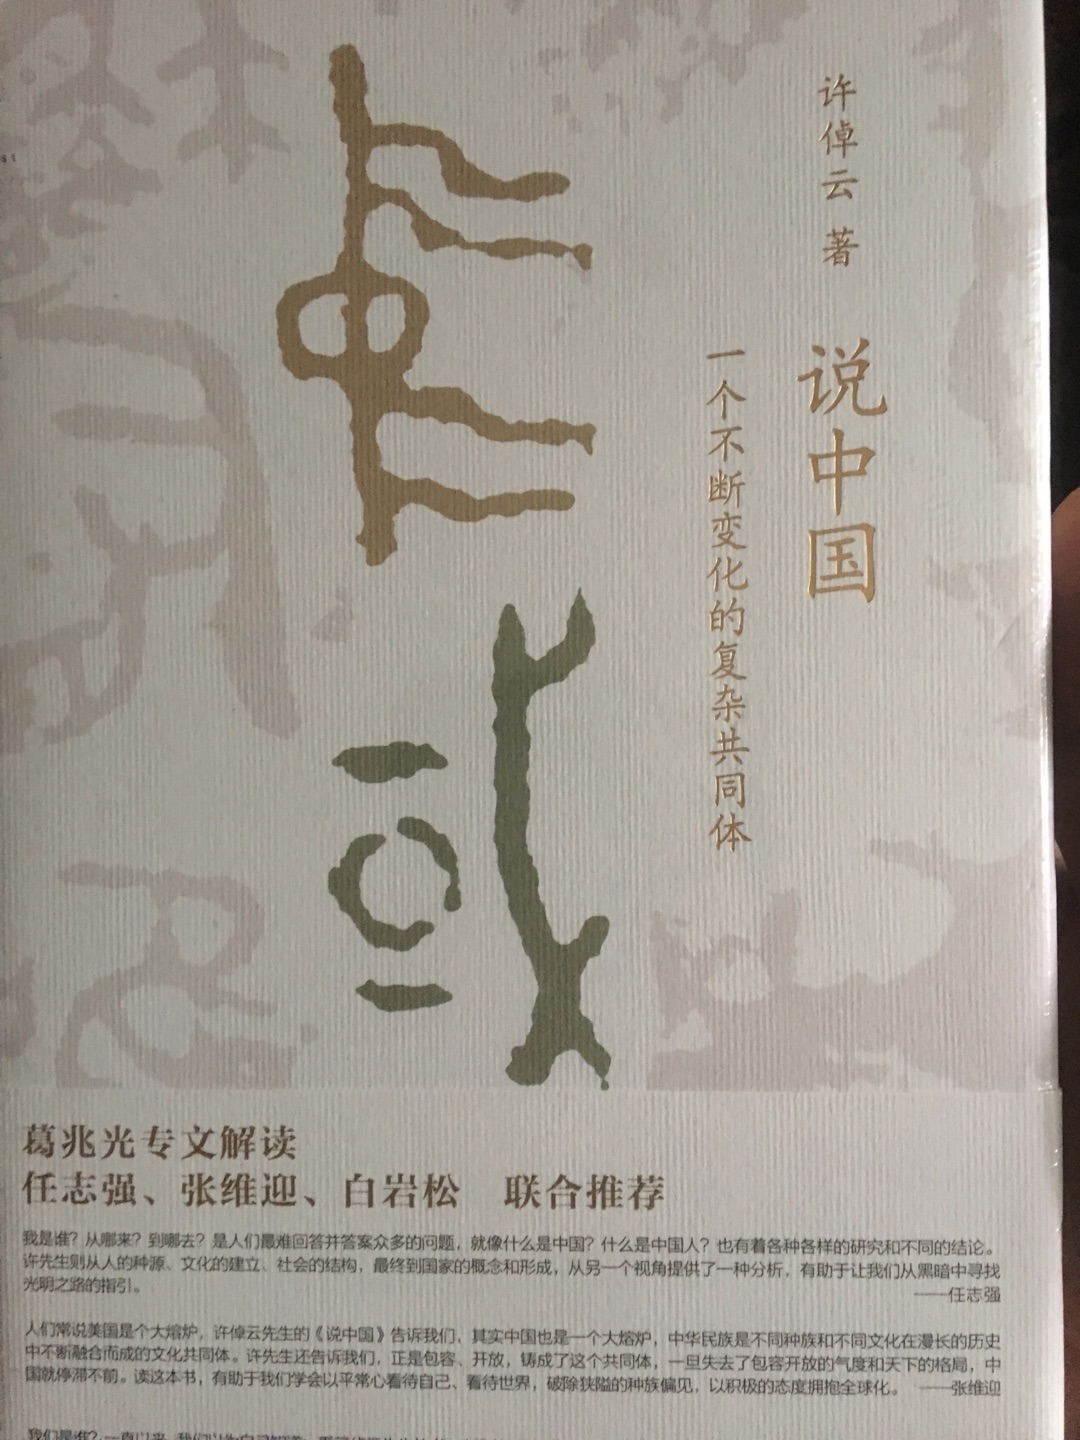 许倬云 著
说中国
一个不断变化的复杂共同体
葛兆光专文解读
任志强、张维迎、白岩松 联合推荐
我是谁？从哪来？到哪去？是人们最难回答并答案众多的问题，就像什么是中国？什么是中国人？也有着各种各样的研究和不同的结论。
许先生则从人的种源、文化的建立、社会的结构，最终到国家的概念和形成，从另一个视角提供了一种分析，有助于让我们从黑暗中寻找
光明之路的指引。 ——任志强
人们常说美国是个大熔炉，许倬云先生的《说中国》告诉我们，其实中国也是一个大熔炉，中华民族是不同种族和不同文化在漫长的历史
中不断融合而成的文化共同体。许先生还告诉我们，正是包容、开放，铸成了这个共同体，一旦失去了包容开放的气度和天下的格局，中
国就停滞不前。读这本书，有助于我们学会以平常心看待自己、看待世界，破除狭隘的种族偏见，以积极的态度拥抱全球化。 ——张维迎
我们是谁？一直以来，我们以为自己知道，